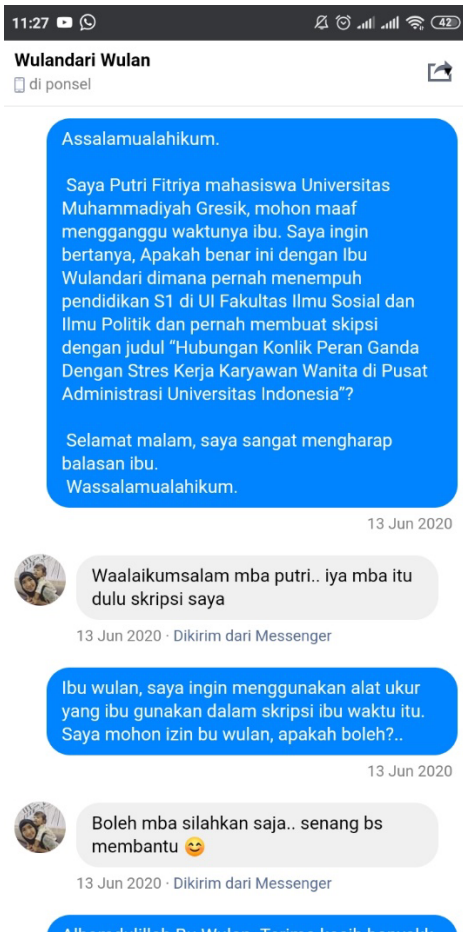 11:27
42
Wulandari Wulan
di ponsel
Assalamualahikum.
Saya Putri Fitriya mahasiswa Universitas
Muhammadiyah Gresik, mohon maaf
mengganggu waktunya ibu. Saya ingin
bertanya, Apakah benar ini dengan Ibu
Wulandari dimana pernah menempuh
pendidikan S1 di UI Fakultas Ilmu Sosial dan
Ilmu Politik dan pernah membuat skipsi
dengan judul “Hubungan Konlik Peran Ganda
Dengan Stres Kerja Karyawan Wanita di Pusat
Administrasi Universitas Indonesia”?
Selamat malam, saya sangat mengharap
balasan ibu.
Wassalamualahikum.
13 Jun 2020
Waalaikumsalam mba putri.. iya mba itu
dulu skripsi saya
13 Jun 2020 · Dikirim dari Messenger
Ibu wulan, saya ingin menggunakan alat ukur
yang ibu gunakan dalam skripsi ibu waktu itu.
Saya mohon izin bu wulan, apakah boleh?..
13 Jun 2020
Boleh mba silahkan saja.. senang bs
membantu 😊
13 Jun 2020 · Dikirim dari Messenger